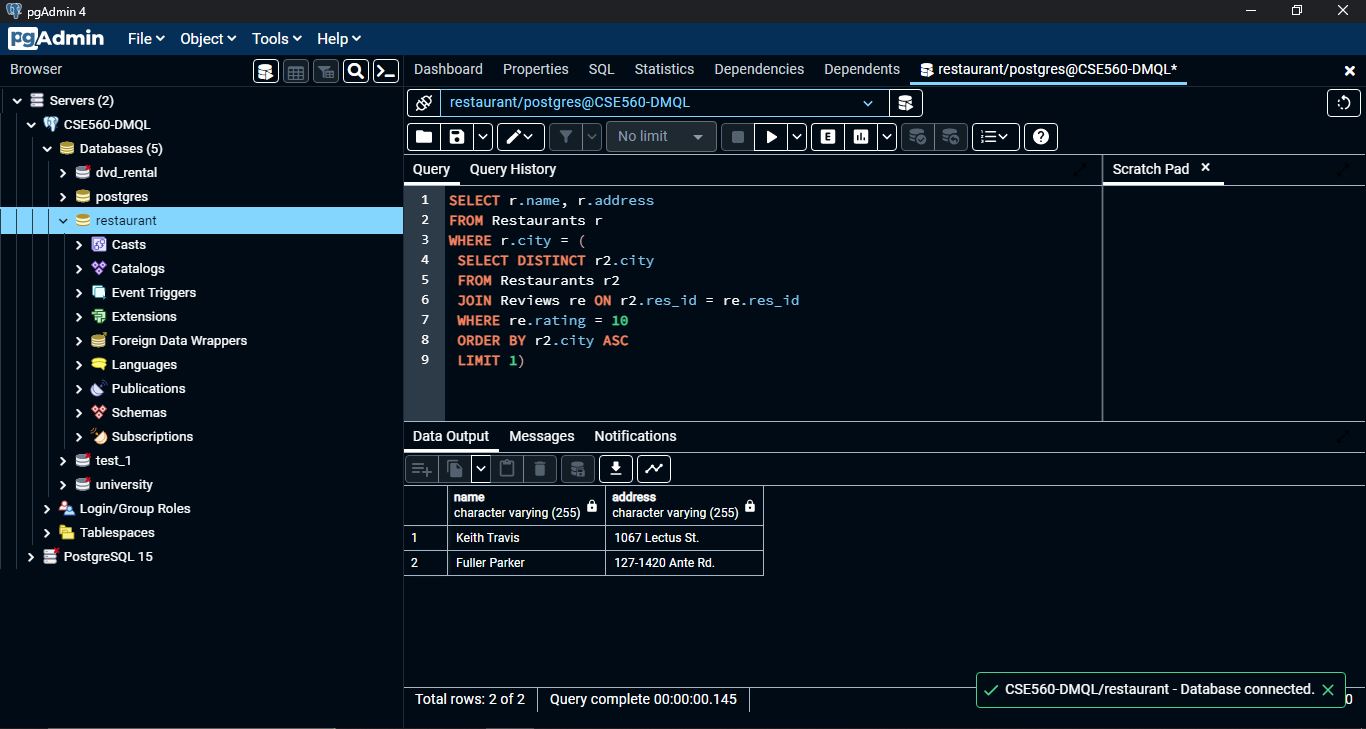 pgAdmin 4
pgAdmin File Object Tools Help
Browser
Dashboard Properties SQL Statistics Dependencies Dependents restaurant/postgres@CSE560-DMQL*
Servers (2)
CSE560-DMQL
Databases (5)
dvd_rental
postgres
restaurant
Casts
Catalogs
Event Triggers
Extensions
Foreign Data Wrappers
Languages
Publications
Schemas
Subscriptions
test_1
university
Login/Group Roles
Tablespaces
PostgreSQL 15
restaurant/postgres@CSE560-DMQL
No limit
E
Query Query History
Scratch Pad
1 SELECT r.name, r.address
2 FROM Restaurants r
3 WHERE r.city = (
4 SELECT DISTINCT r2.city
5 FROM Restaurants r2
6 JOIN Reviews re ON r2.res_id = re.res_id
7 WHERE re.rating = 10
8 ORDER BY r2.city ASC
9 LIMIT 1)
Data Output Messages Notifications
name address
character varying (255) character varying (255)
1 Keith Travis 1067 Lectus St.
2 Fuller Parker 127-1420 Ante Rd.
Total rows: 2 of 2 Query complete 00:00:00.145
CSE560-DMQL/restaurant - Database connected.